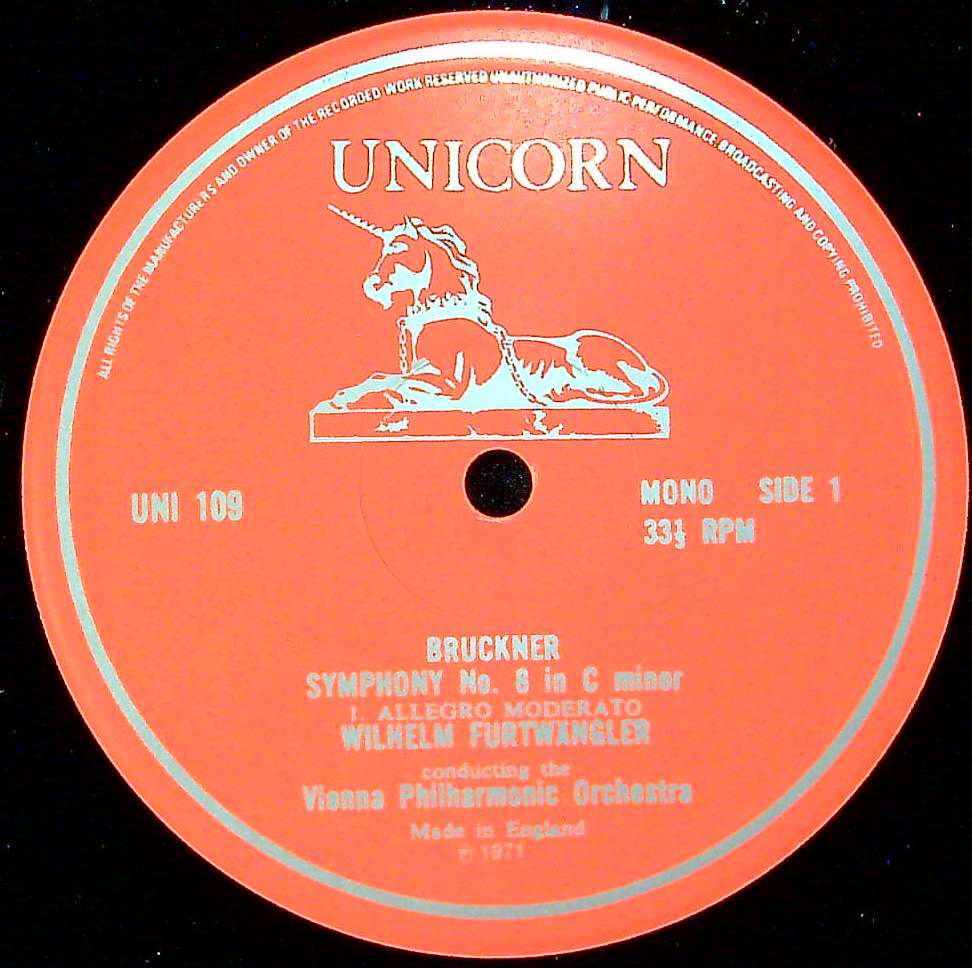 ALL RIGHTS OF THE MANUFACTURERS AND OWNER OF THE RECORDED WORK RESERVED UNAUTHORIZED PUBLIC PERFORMANCE, BROADCASTING AND COPYING PROHIBITED
UNICORN
UNI 109
MONO SIDE 1
33⅓ RPM
BRUCKNER
SYMPHONY No. 8 in C minor
1. ALLEGRO MODERATO
WILHELM FURTWÄNGLER
conducting the
Vienna Philharmonic Orchestra
Made in England
℗ 1971